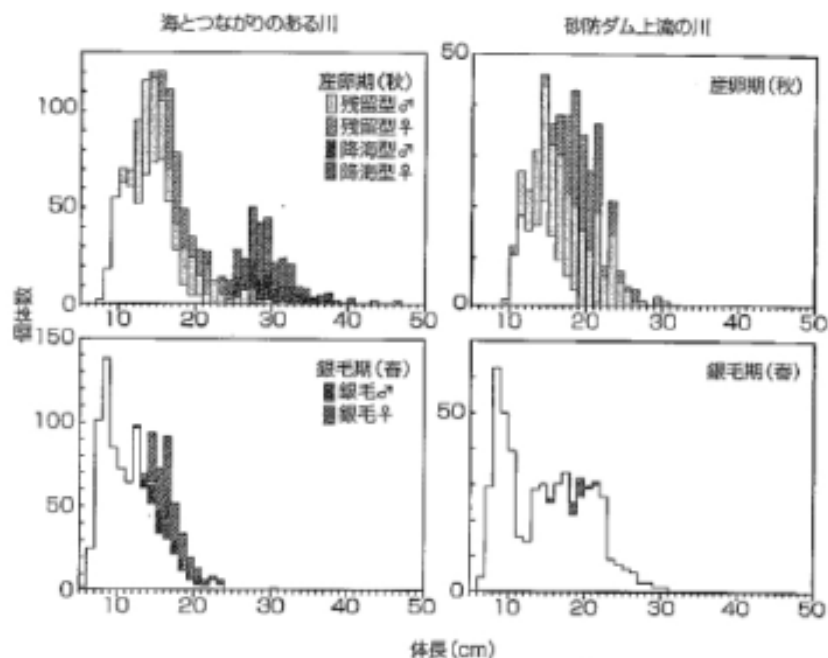 海とつながりのある川
砂防ダム上流の川
産卵期(秋)
残留型♂
残留型♀
降海型♂
降海型♀
100
50
0
10 20 30 40 50
産卵期(秋)
50
0
10 20 30 40 50
個体数
銀毛期(春)
銀毛♂
銀毛♀
150
100
50
0
10 20 30 40 50
銀毛期(春)
50
0
10 20 30 40 50
体長(cm)